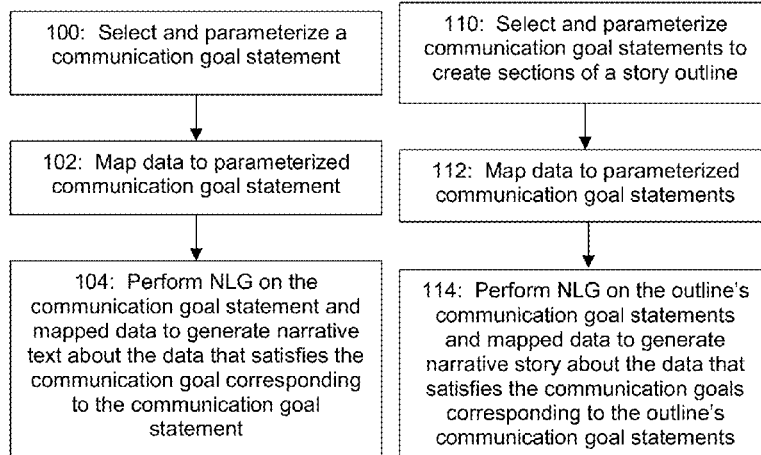 100: Select and parameterize a
communication goal statement
102: Map data to parameterized
communication goal statement
104: Perform NLG on the
communication goal statement and
mapped data to generate narrative
text about the data that satisfies the
communication goal corresponding
to the communication goal
statement
110: Select and parameterize
communication goal statements to
create sections of a story outline
112: Map data to parameterized
communication goal statements
114: Perform NLG on the outline's
communication goal statements
and mapped data to generate
narrative story about the data that
satisfies the communication goals
corresponding to the outline's
communication goal statements